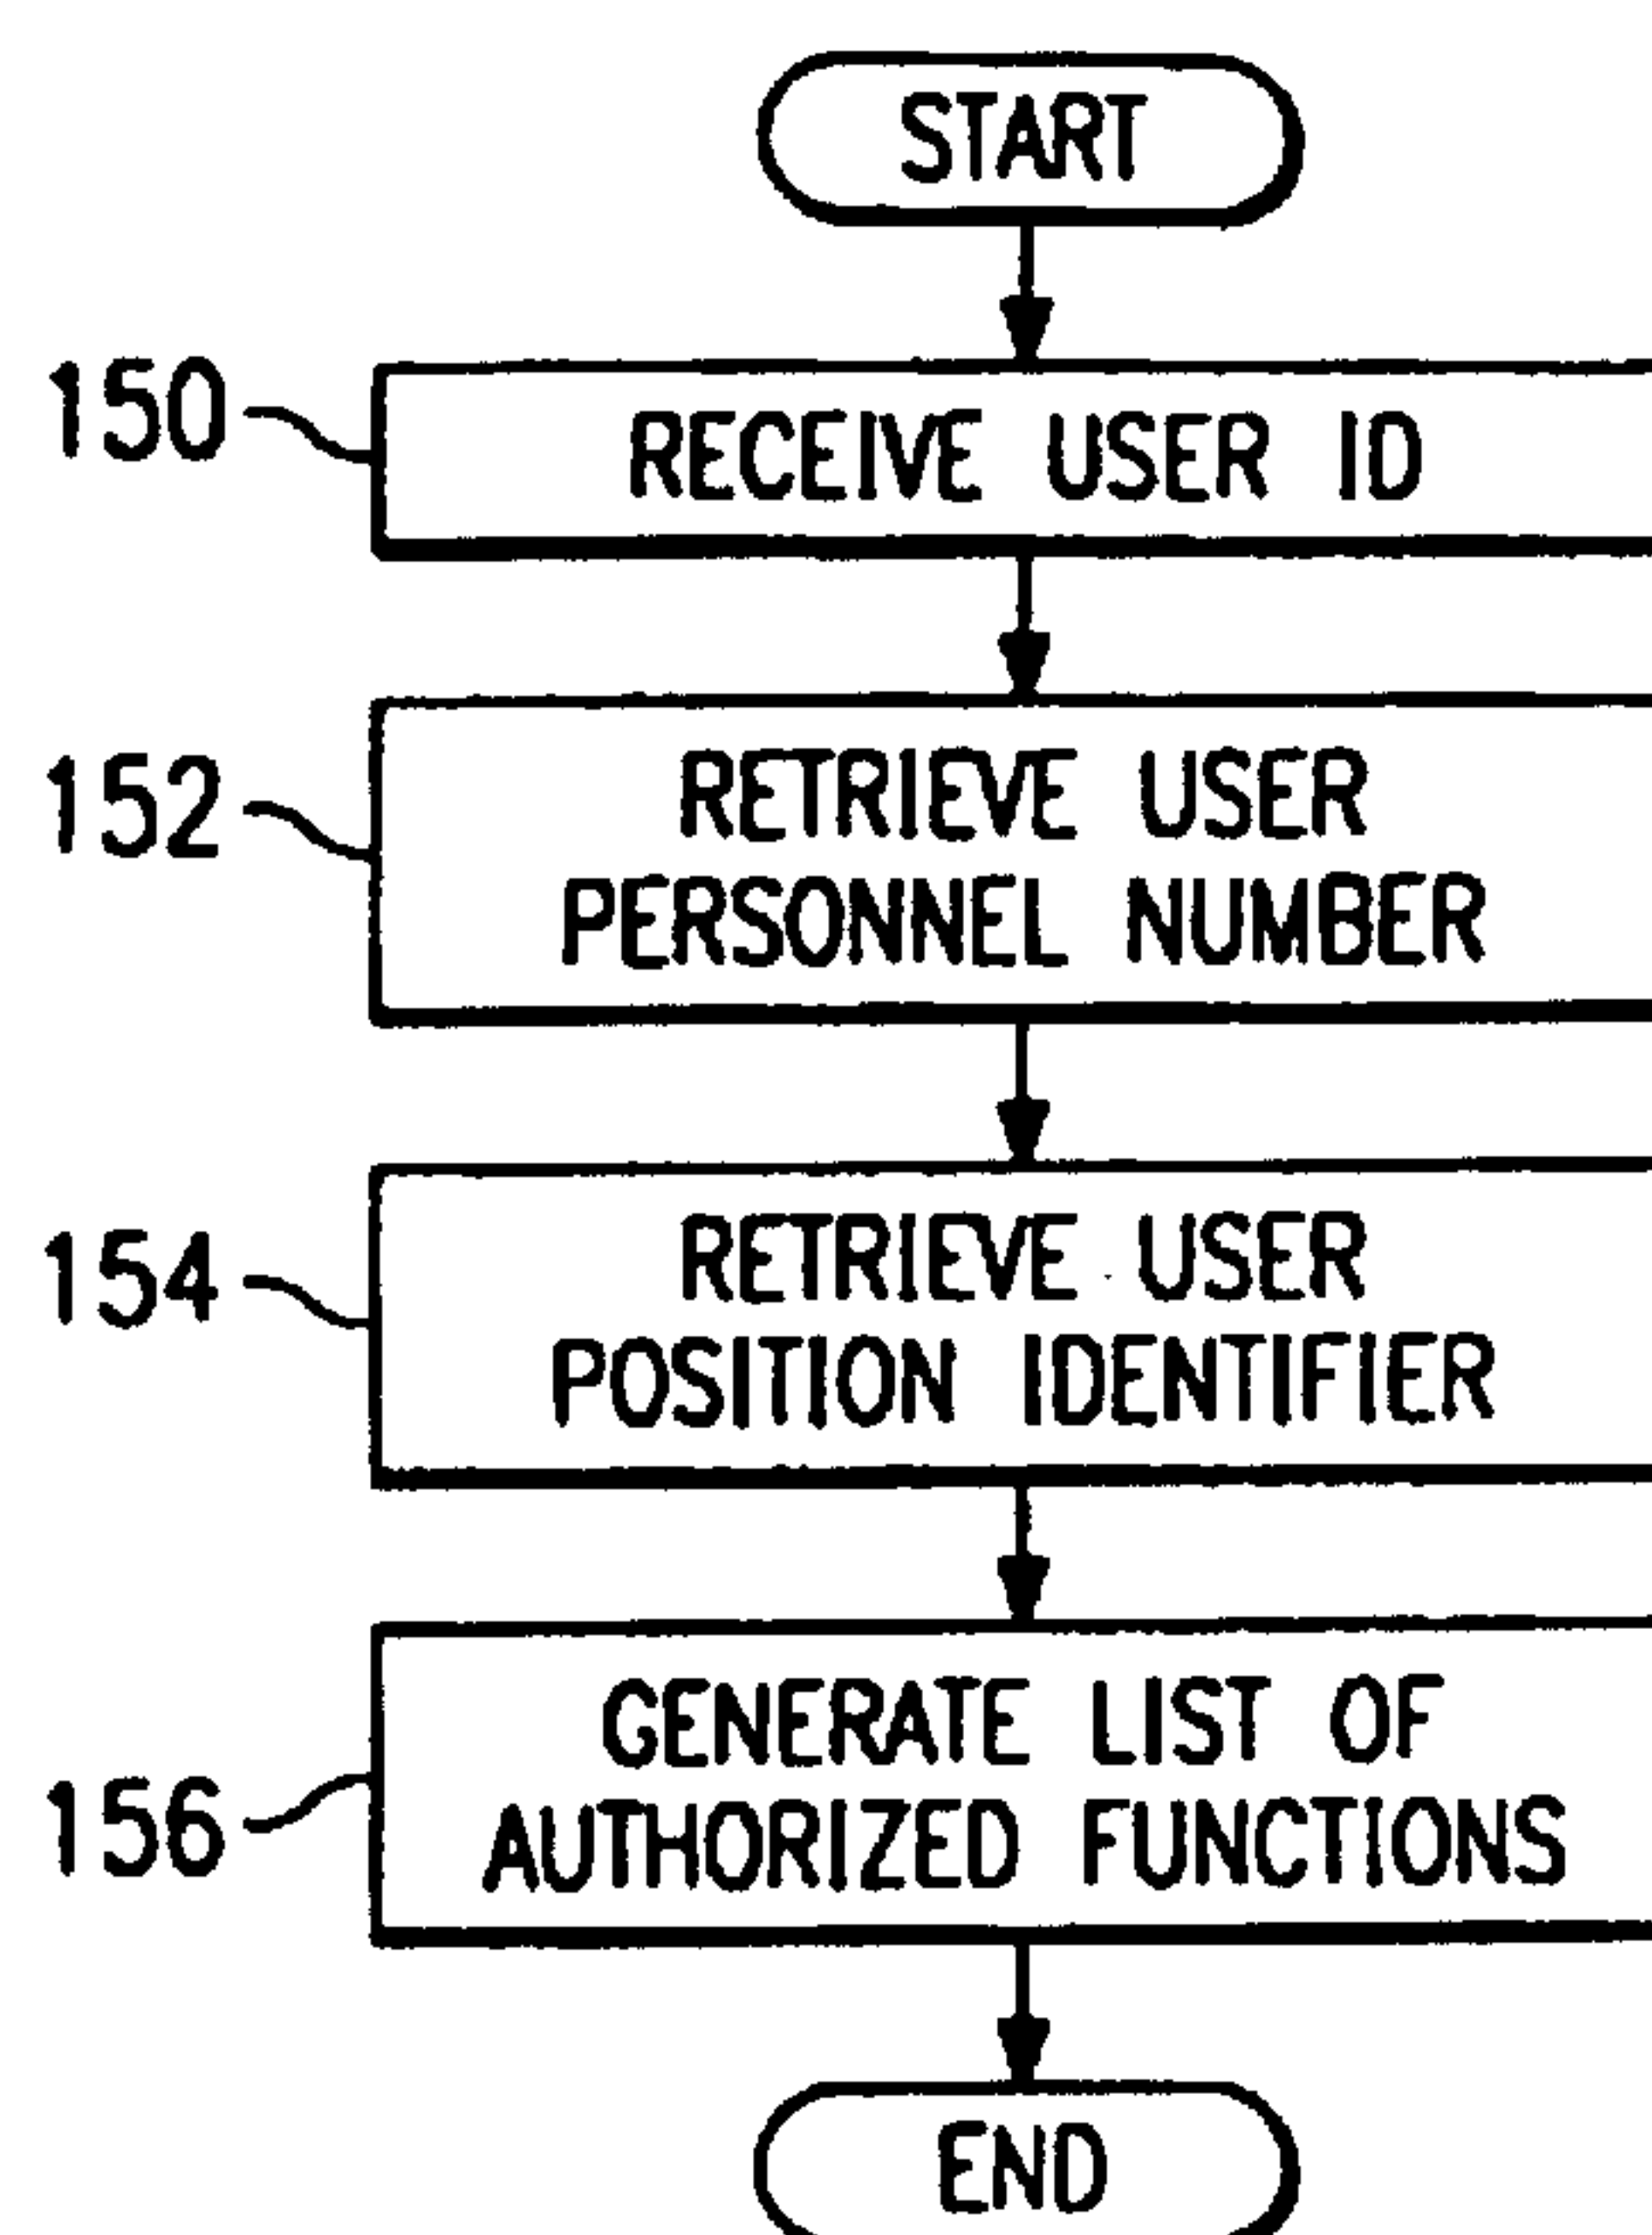 START
150
RECEIVE USER ID
152
RETRIEVE USER
PERSONNEL NUMBER
154
RETRIEVE USER
POSITION IDENTIFIER
156
GENERATE LIST OF
AUTHORIZED FUNCTIONS
END